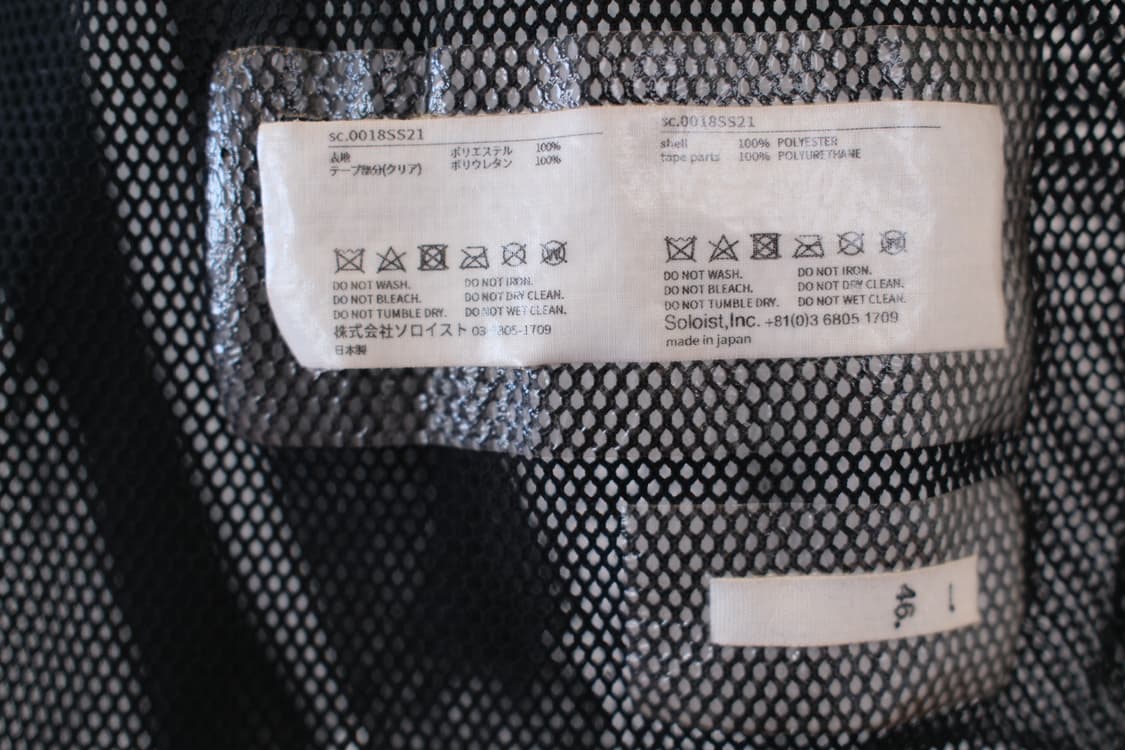 sc.0018SS21
表地 ポリエステル 100%
テープ部分(クリア) ポリウレタン 100%
DO NOT WASH. DO NOT IRON.
DO NOT BLEACH. DO NOT DRY CLEAN.
DO NOT TUMBLE DRY. DO NOT WET CLEAN.
株式会社ソロイスト 03-6805-1709
日本製
sc.0018SS21
shell 100% POLYESTER
tape parts 100% POLYURETHANE
DO NOT WASH. DO NOT IRON.
DO NOT BLEACH. DO NOT DRY CLEAN.
DO NOT TUMBLE DRY. DO NOT WET CLEAN.
Soloist,Inc. +81(0)3 6805 1709
made in japan
46.